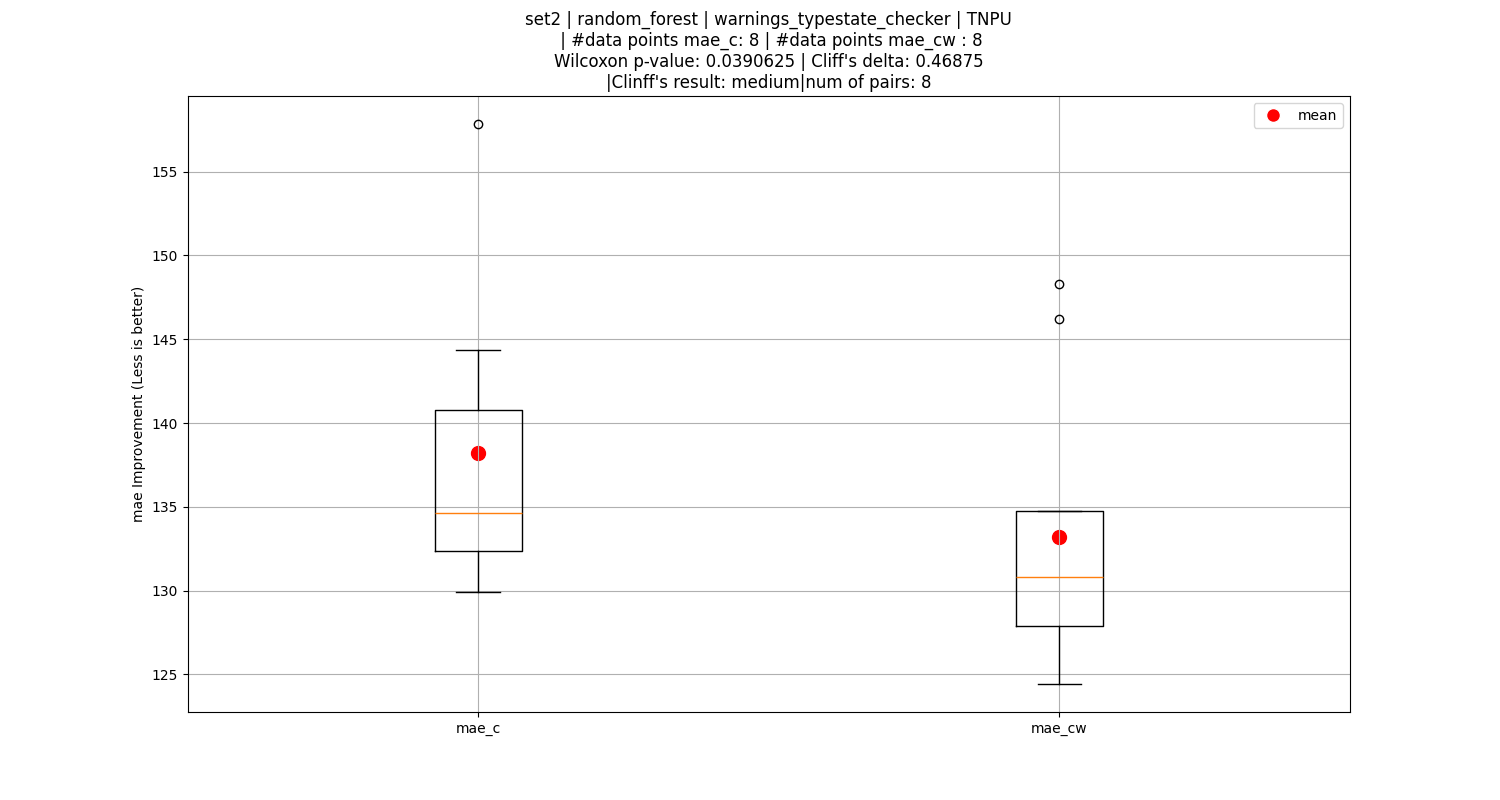 set2 | random_forest | warnings_typestate_checker | TNPU
| #data points mae_c: 8 | #data points mae_cw : 8
Wilcoxon p-value: 0.0390625 | Cliff's delta: 0.46875
|Clinff's result: medium|num of pairs: 8
mean
155
150
145
140
135
130
125
mae Improvement (Less is better)
mae_c
mae_cw